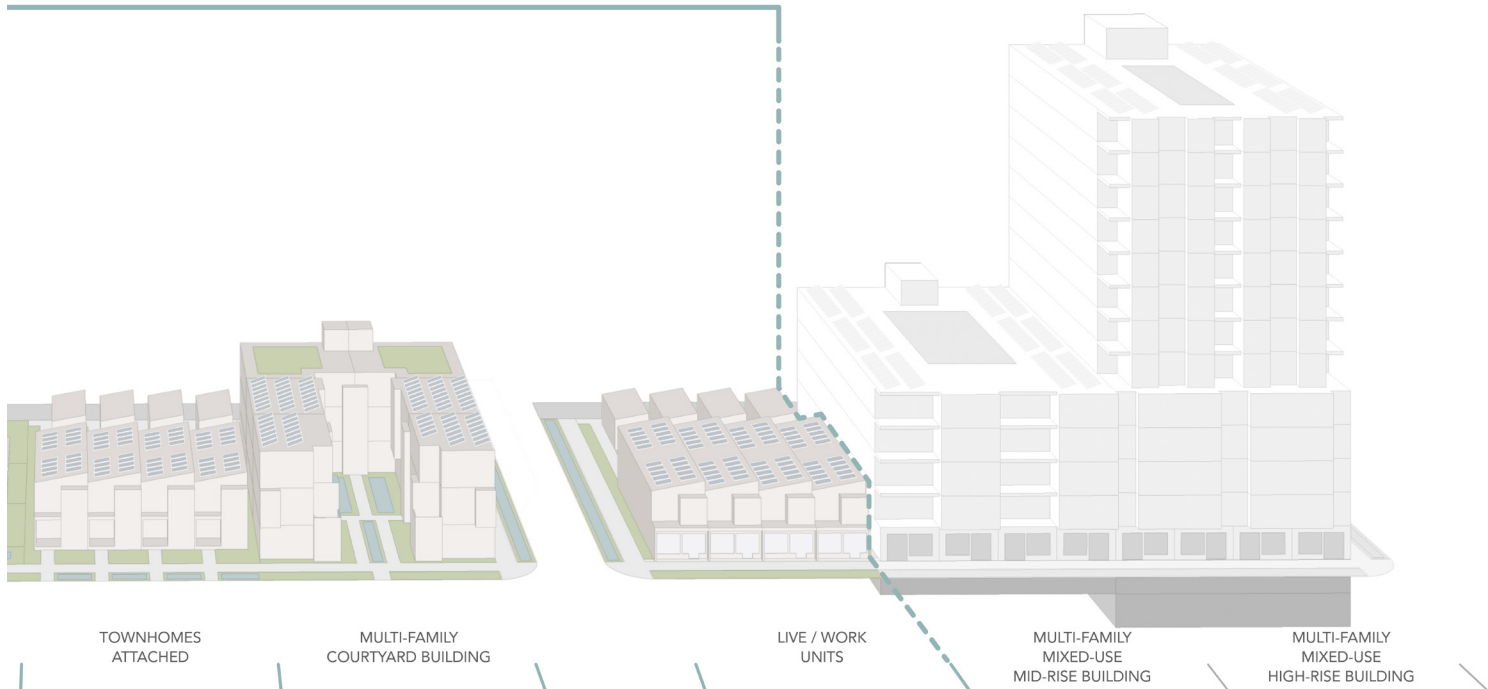 TOWNHOMES
ATTACHED
MULTI-FAMILY
COURTYARD BUILDING
LIVE / WORK
UNITS
MULTI-FAMILY
MIXED-USE
MID-RISE BUILDING
MULTI-FAMILY
MIXED-USE
HIGH-RISE BUILDING